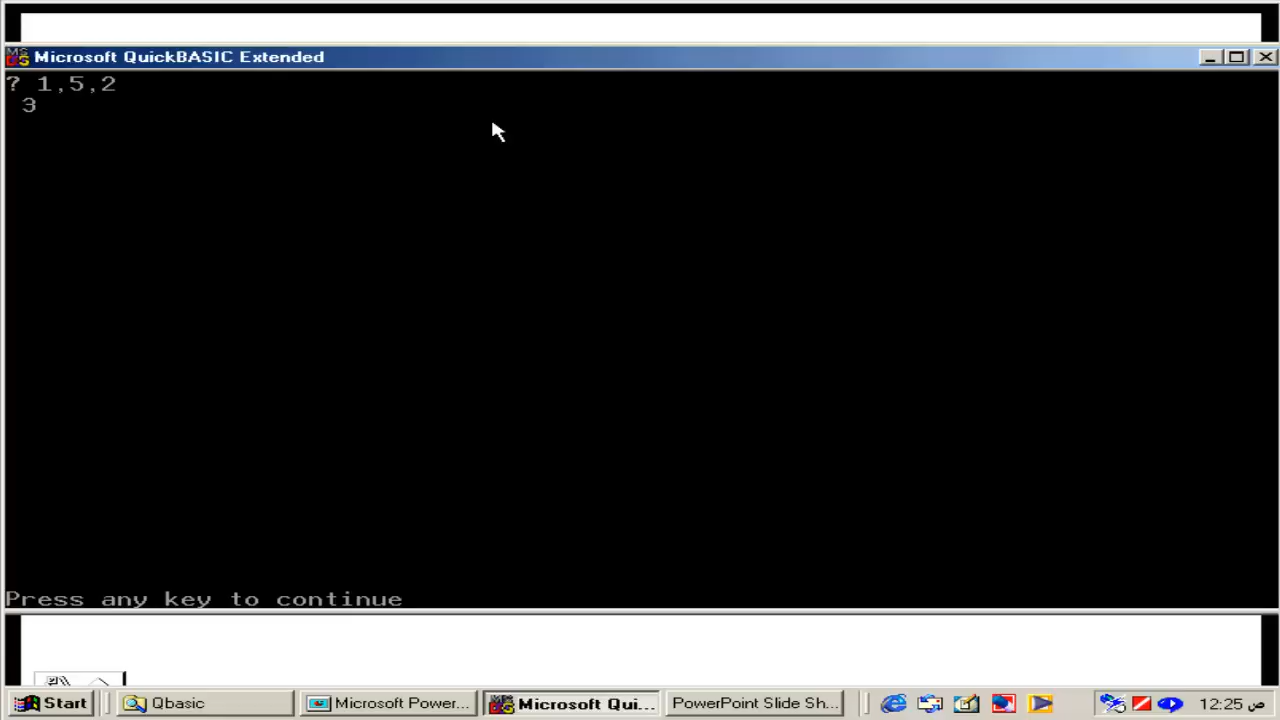 Microsoft QuickBASIC Extended
? 1,5,2
3
Press any key to continue
Start
Qbasic
Microsoft Power...
Microsoft Qui...
PowerPoint Slide Sh...
12:25 ص